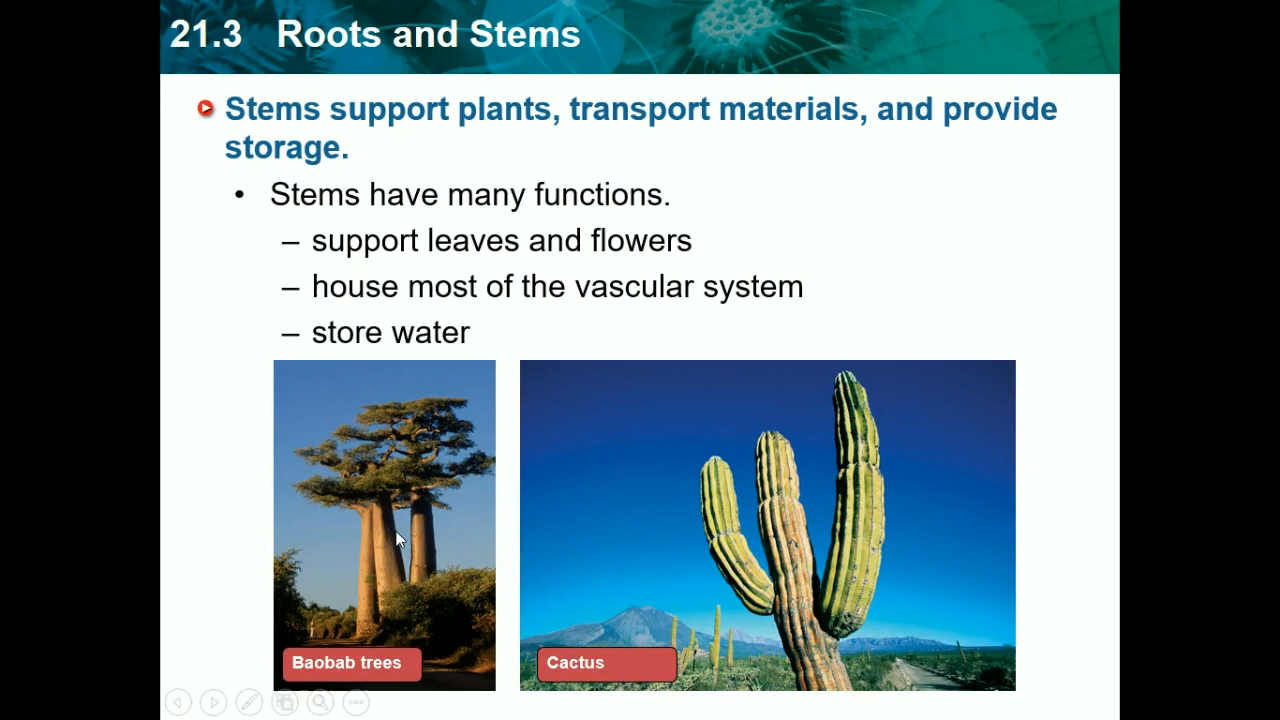 21.3 Roots and Stems
Stems support plants, transport materials, and provide
storage.
• Stems have many functions.
– support leaves and flowers
– house most of the vascular system
– store water
Baobab trees
Cactus